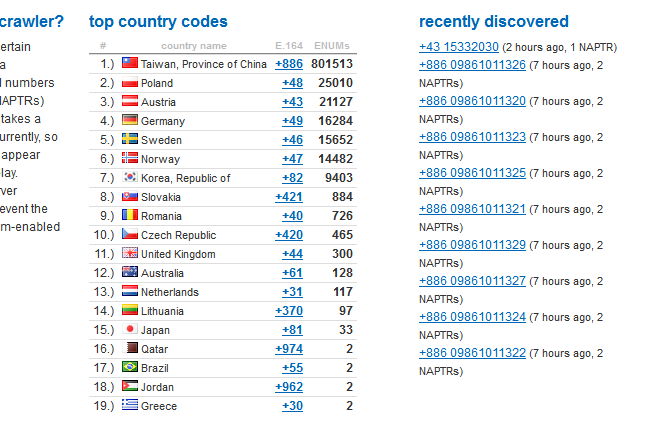 crawler?
ertain
a
l numbers
IAPTRs)
takes a
urrently, so
appear
lay.
rver
event the
m-enabled
top country codes
# country name E.164 ENUMs
1.) Taiwan, Province of China +886 801513
2.) Poland +48 25010
3.) Austria +43 21127
4.) Germany +49 16284
5.) Sweden +46 15652
6.) Norway +47 14482
7.) Korea, Republic of +82 9403
8.) Slovakia +421 884
9.) Romania +40 726
10.) Czech Republic +420 465
11.) United Kingdom +44 300
12.) Australia +61 128
13.) Netherlands +31 117
14.) Lithuania +370 97
15.) Japan +81 33
16.) Qatar +974 2
17.) Brazil +55 2
18.) Jordan +962 2
19.) Greece +30 2
recently discovered
+43 15332030 (2 hours ago, 1 NAPTR)
+886 09861011326 (7 hours ago, 2
NAPTRs)
+886 09861011320 (7 hours ago, 2
NAPTRs)
+886 09861011323 (7 hours ago, 2
NAPTRs)
+886 09861011325 (7 hours ago, 2
NAPTRs)
+886 09861011321 (7 hours ago, 2
NAPTRs)
+886 09861011329 (7 hours ago, 2
NAPTRs)
+886 09861011327 (7 hours ago, 2
NAPTRs)
+886 09861011324 (7 hours ago, 2
NAPTRs)
+886 09861011322 (7 hours ago, 2
NAPTRs)